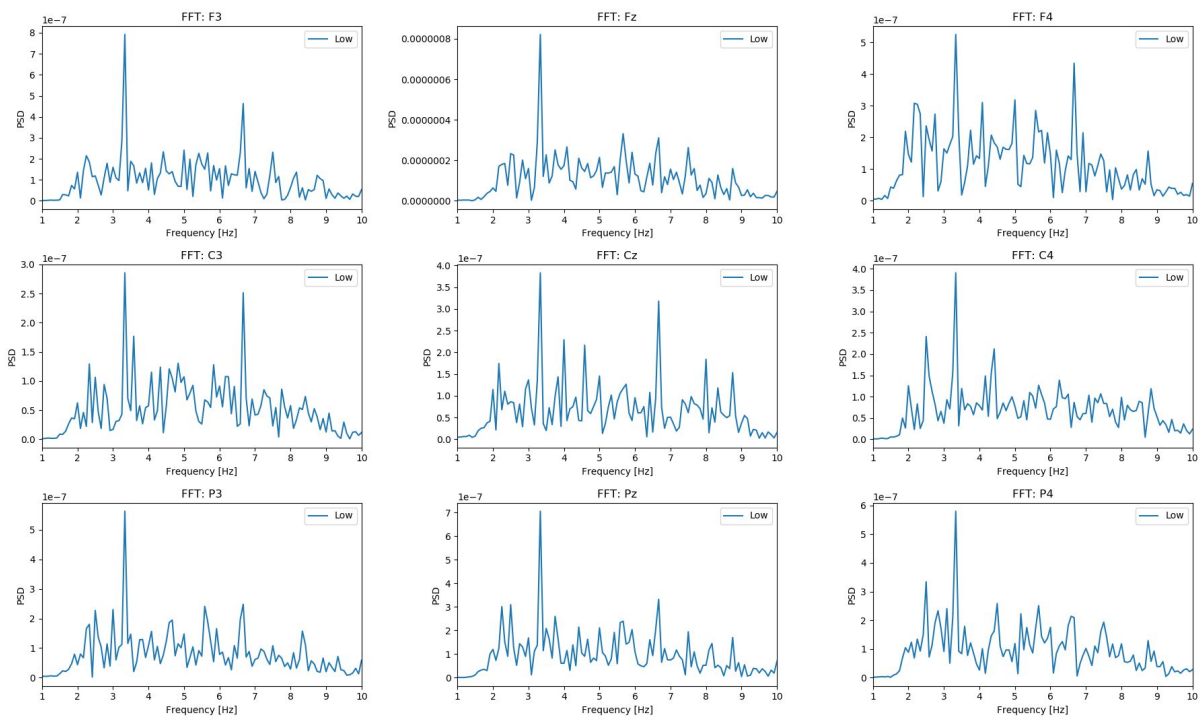 FFT: F3
1e−7
Low
8
7
6
5
4
3
2
1
0
PSD
1 2 3 4 5 6 7 8 9 10
Frequency [Hz]
FFT: Fz
Low
0.0000008
0.0000006
0.0000004
0.0000002
0.0000000
PSD
1 2 3 4 5 6 7 8 9 10
Frequency [Hz]
FFT: F4
1e−7
Low
5
4
3
2
1
0
PSD
1 2 3 4 5 6 7 8 9 10
Frequency [Hz]
FFT: C3
1e−7
Low
3.0
2.5
2.0
1.5
1.0
0.5
0.0
PSD
1 2 3 4 5 6 7 8 9 10
Frequency [Hz]
FFT: Cz
1e−7
Low
4.0
3.5
3.0
2.5
2.0
1.5
1.0
0.5
0.0
PSD
1 2 3 4 5 6 7 8 9 10
Frequency [Hz]
FFT: C4
1e−7
Low
4.0
3.5
3.0
2.5
2.0
1.5
1.0
0.5
0.0
PSD
1 2 3 4 5 6 7 8 9 10
Frequency [Hz]
FFT: P3
1e−7
Low
5
4
3
2
1
0
PSD
1 2 3 4 5 6 7 8 9 10
Frequency [Hz]
FFT: Pz
1e−7
Low
7
6
5
4
3
2
1
0
PSD
1 2 3 4 5 6 7 8 9 10
Frequency [Hz]
FFT: P4
1e−7
Low
6
5
4
3
2
1
0
PSD
1 2 3 4 5 6 7 8 9 10
Frequency [Hz]